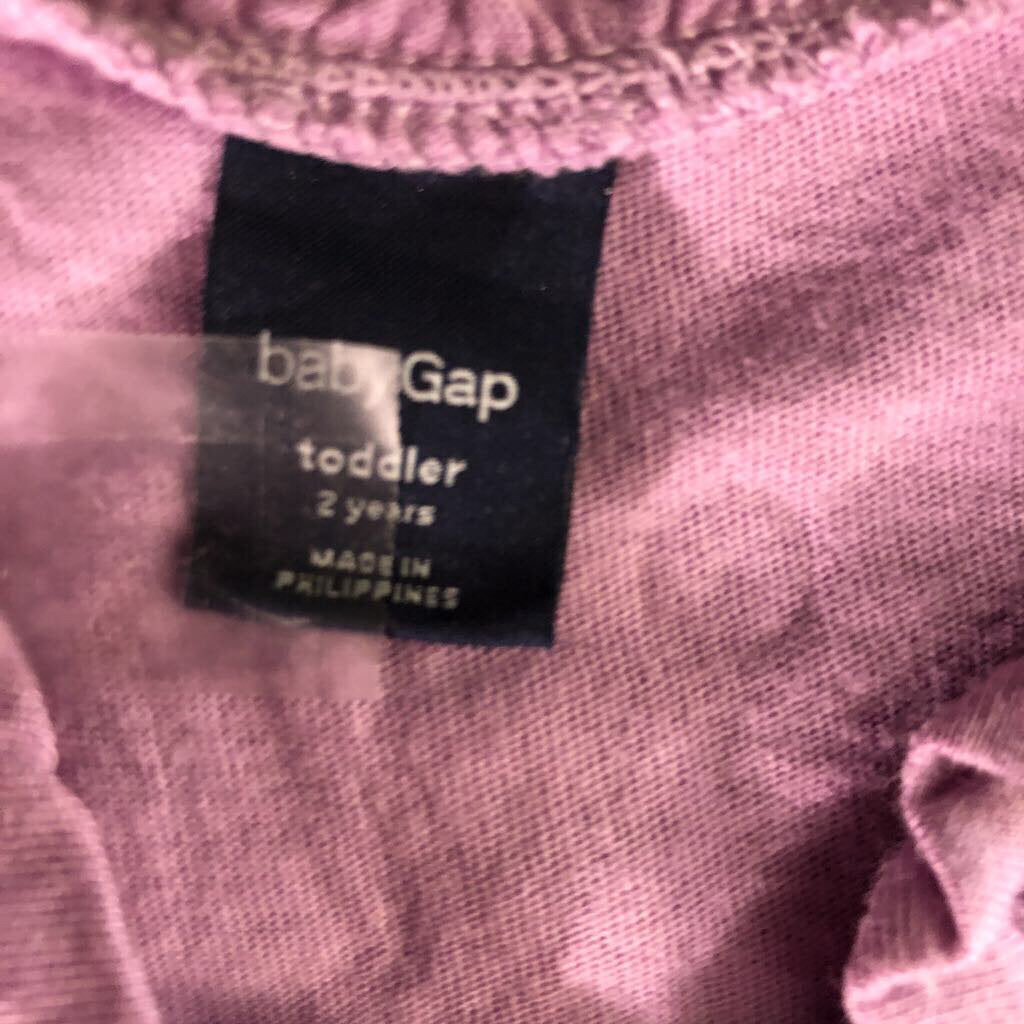 babyGap
toddler
2 years
MADE IN
PHILIPPINES